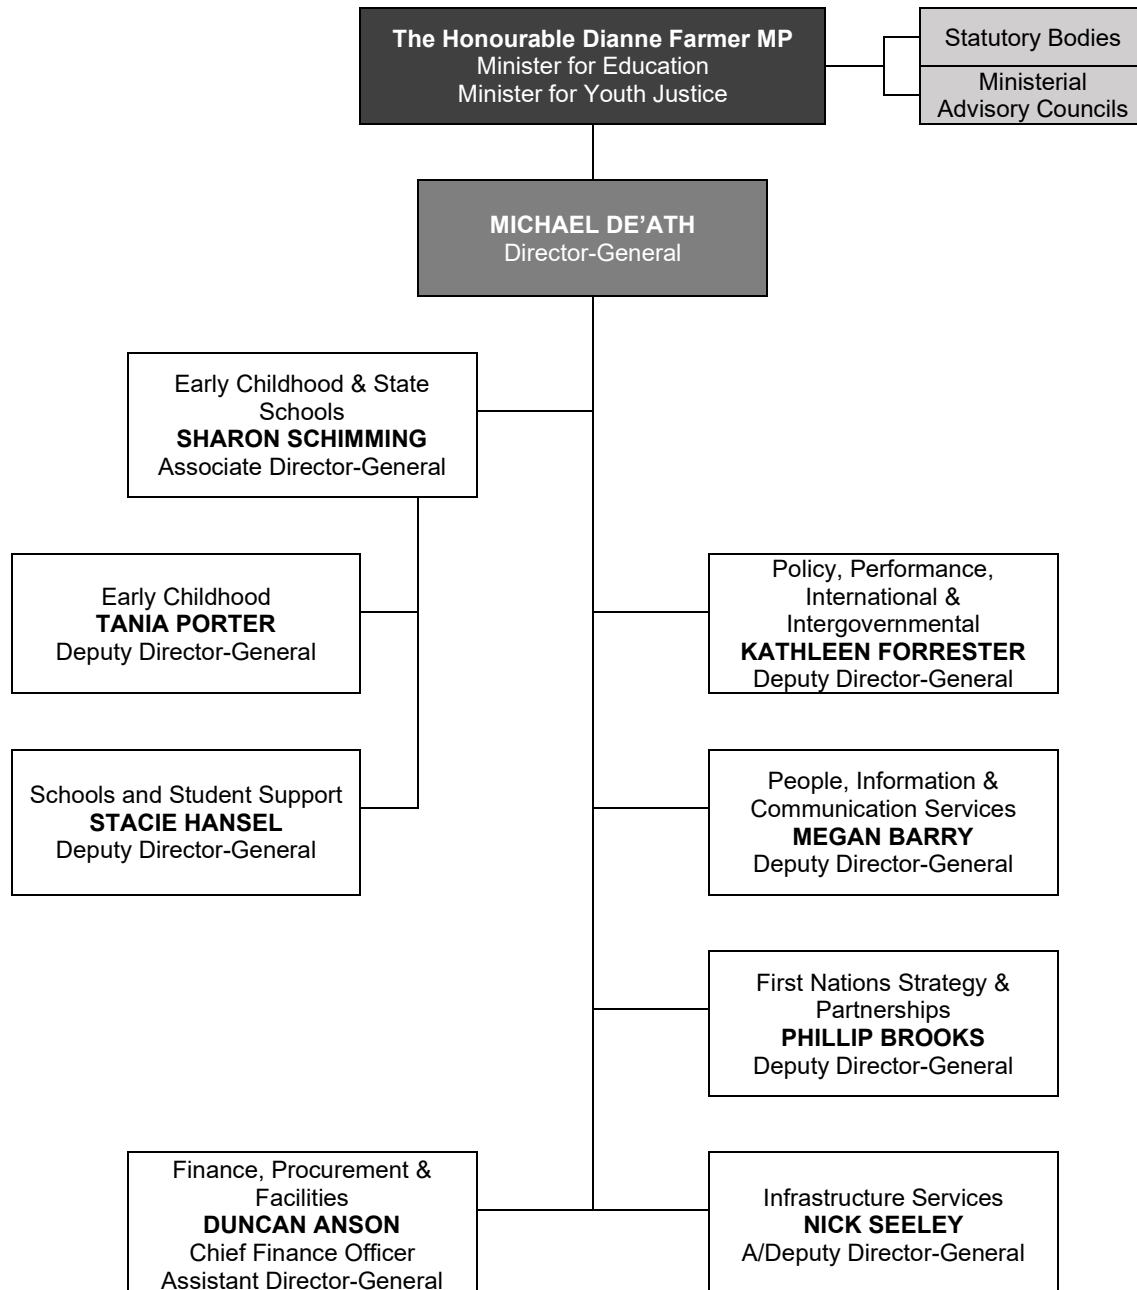 The Honourable Dianne Farmer MP
Minister for Education
Minister for Youth Justice
Statutory Bodies
Ministerial
Advisory Councils
MICHAEL DE’ATH
Director-General
Early Childhood & State
Schools
SHARON SCHIMMING
Associate Director-General
Early Childhood
TANIA PORTER
Deputy Director-General
Policy, Performance,
International &
Intergovernmental
KATHLEEN FORRESTER
Deputy Director-General
Schools and Student Support
STACIE HANSEL
Deputy Director-General
People, Information &
Communication Services
MEGAN BARRY
Deputy Director-General
First Nations Strategy &
Partnerships
PHILLIP BROOKS
Deputy Director-General
Finance, Procurement &
Facilities
DUNCAN ANSON
Chief Finance Officer
Assistant Director-General
Infrastructure Services
NICK SEELEY
A/Deputy Director-General